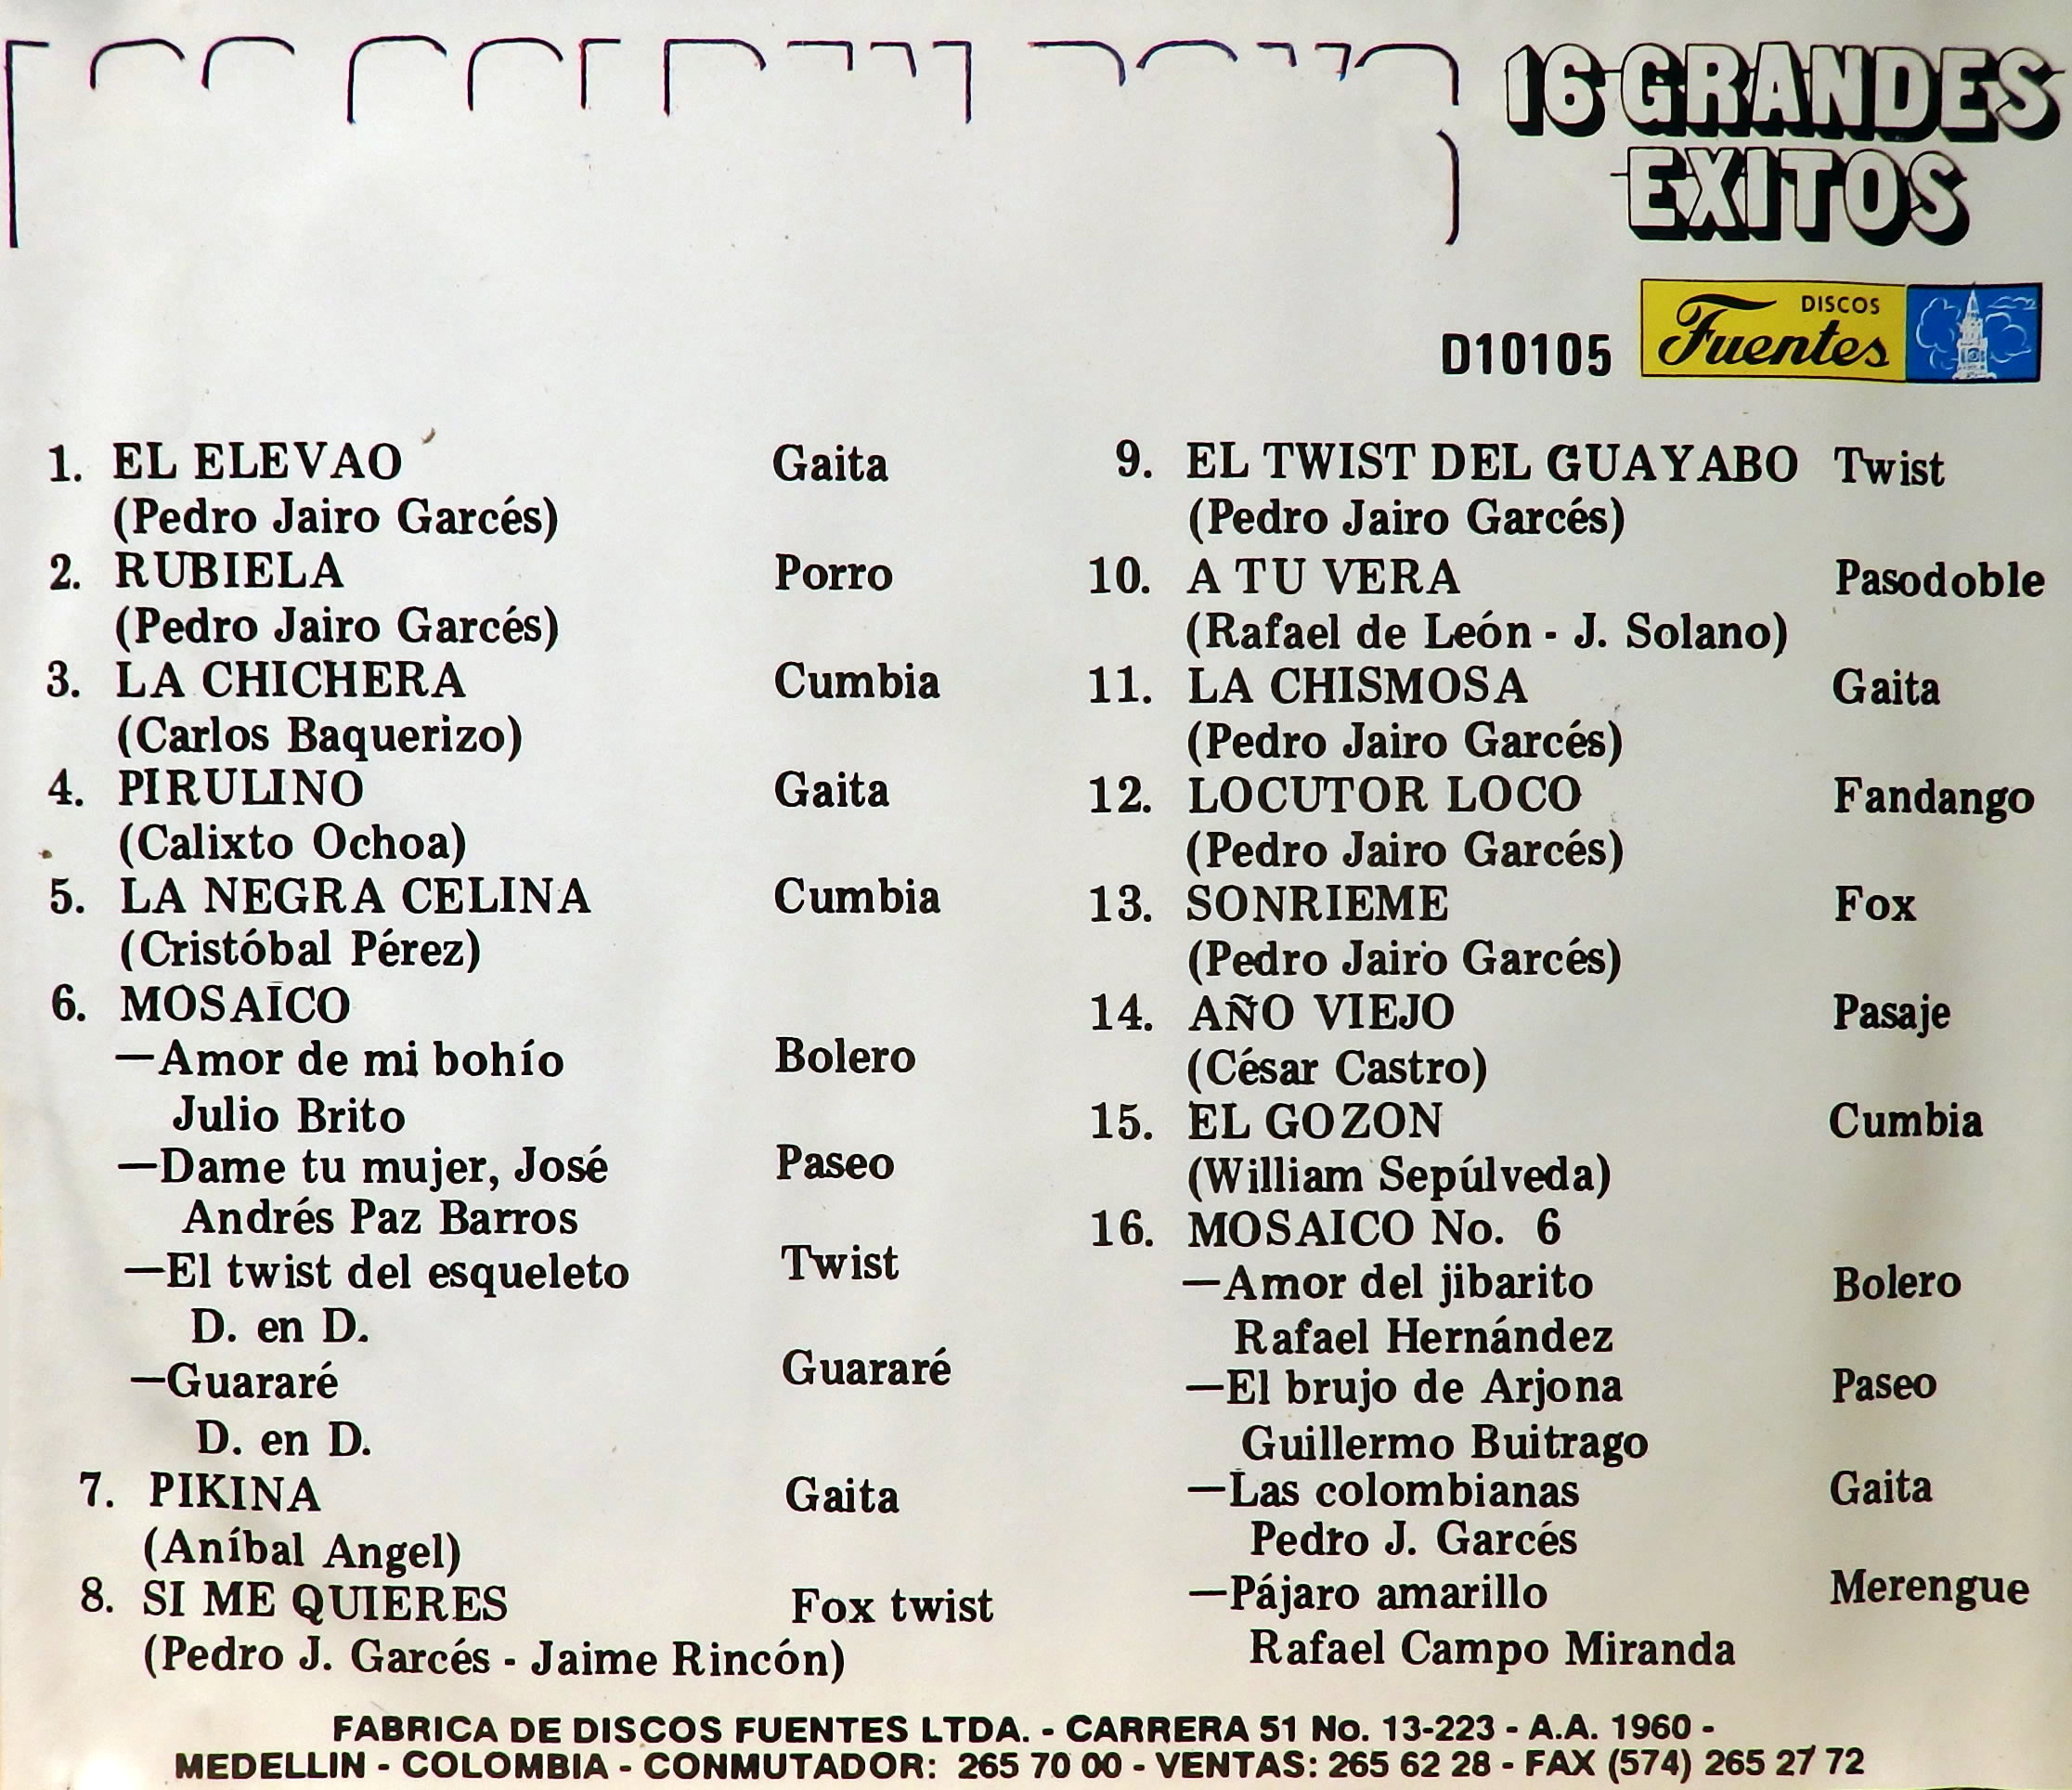 16 GRANDES
EXITOS
D10105
DISCOS
Fuentes
1. EL ELEVAO Gaita
(Pedro Jairo Garcés)
2. RUBIELA Porro
(Pedro Jairo Garcés)
3. LA CHICHERA Cumbia
(Carlos Baquerizo)
4. PIRULINO Gaita
(Calixto Ochoa)
5. LA NEGRA CELINA Cumbia
(Cristóbal Pérez)
6. MOSAICO
—Amor de mi bohío Bolero
Julio Brito
—Dame tu mujer, José Paseo
Andrés Paz Barros
—El twist del esqueleto Twist
D. en D.
—Guararé Guararé
D. en D.
7. PIKINA Gaita
(Aníbal Angel)
8. SI ME QUIERES Fox twist
(Pedro J. Garcés - Jaime Rincón)
9. EL TWIST DEL GUAYABO Twist
(Pedro Jairo Garcés)
10. A TU VERA Pasodoble
(Rafael de León - J. Solano)
11. LA CHISMOSA Gaita
(Pedro Jairo Garcés)
12. LOCUTOR LOCO Fandango
(Pedro Jairo Garcés)
13. SONRIEME Fox
(Pedro Jairo Garcés)
14. AÑO VIEJO Pasaje
(César Castro)
15. EL GOZON Cumbia
(William Sepúlveda)
16. MOSAICO No. 6
—Amor del jibarito Bolero
Rafael Hernández
—El brujo de Arjona Paseo
Guillermo Buitrago
—Las colombianas Gaita
Pedro J. Garcés
—Pájaro amarillo Merengue
Rafael Campo Miranda
FABRICA DE DISCOS FUENTES LTDA. - CARRERA 51 No. 13-223 - A.A. 1960 -
MEDELLIN - COLOMBIA - CONMUTADOR: 265 70 00 - VENTAS: 265 62 28 - FAX (574) 265 27 72